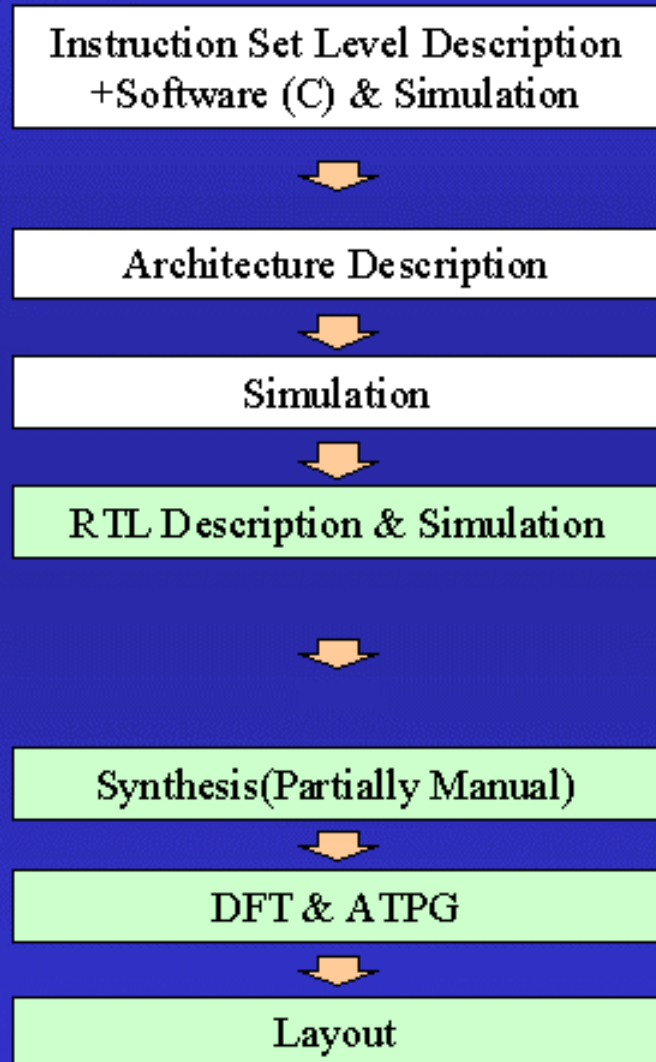 Instruction Set Level Description
+Software (C) & Simulation
Architecture Description
Simulation
RTL Description & Simulation
Synthesis(Partially Manual)
DFT & ATPG
Layout